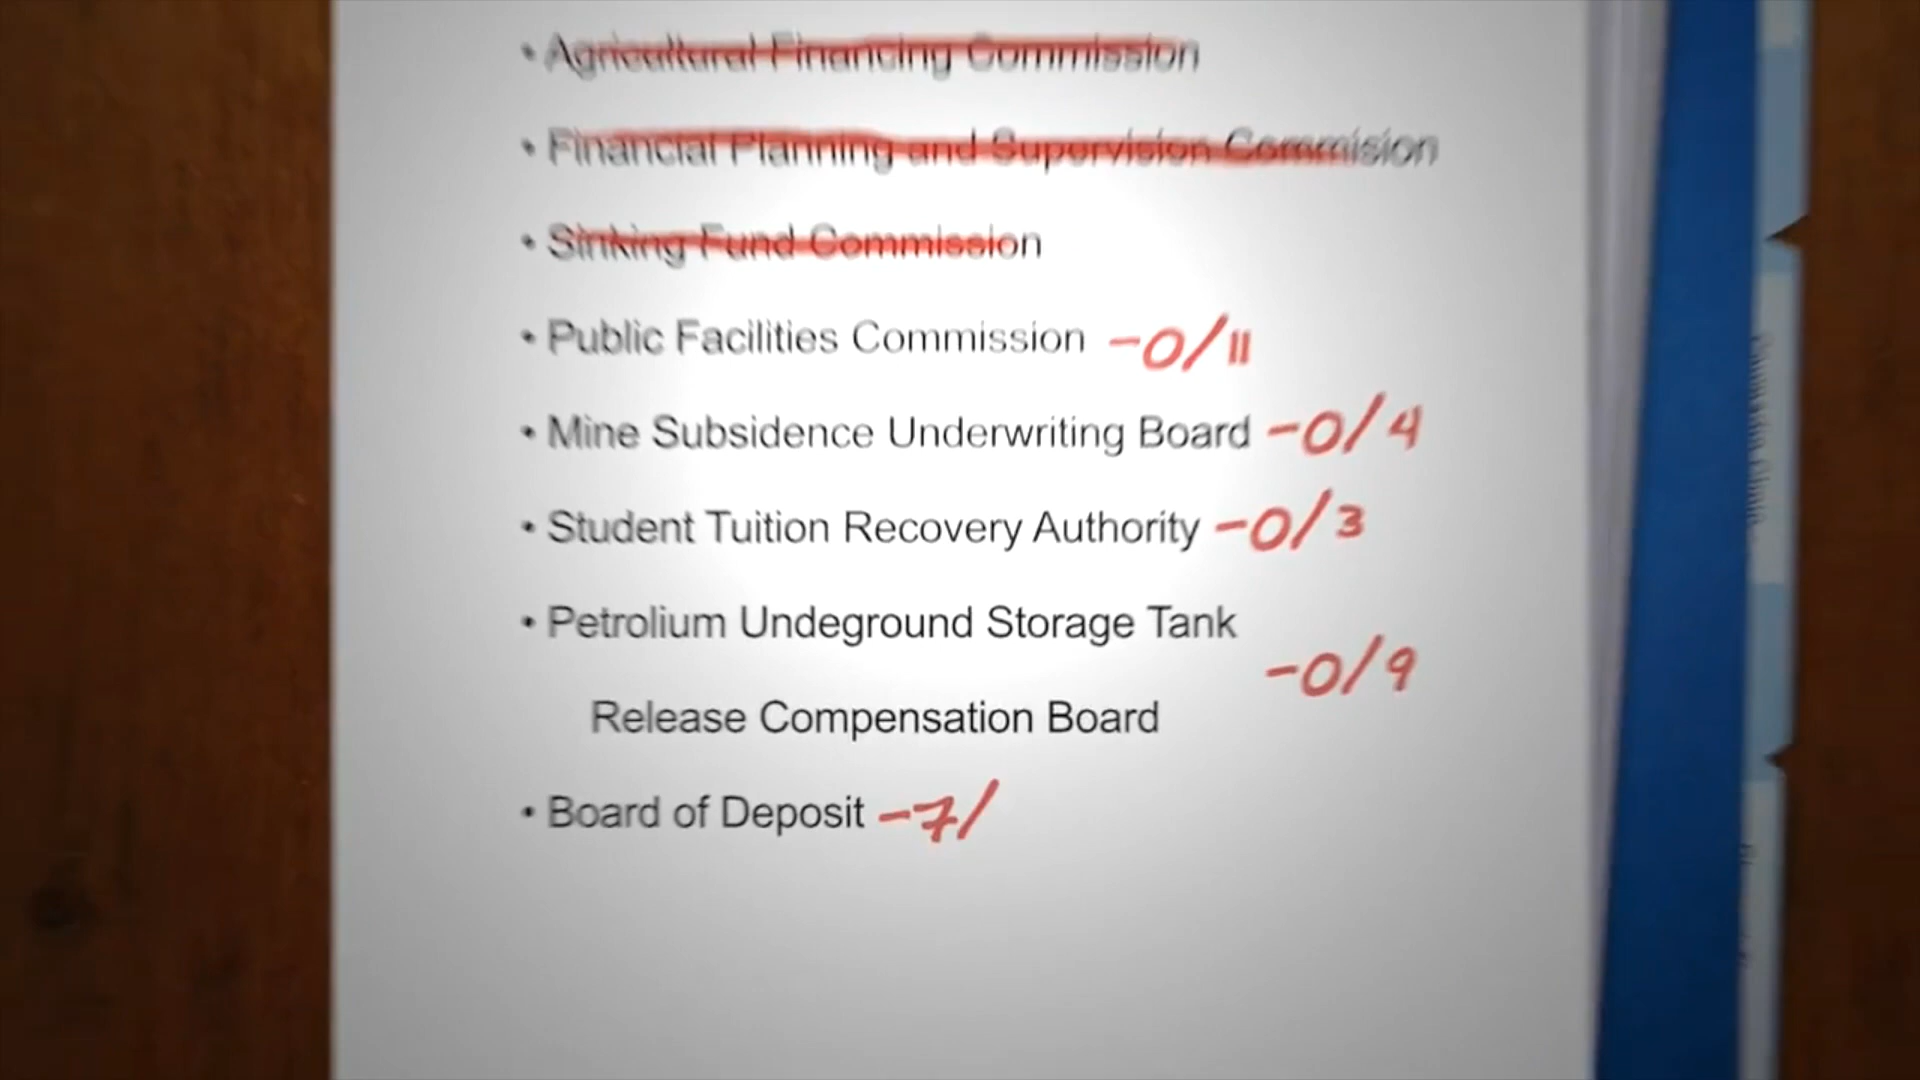 • Agricultural Financing Commission
• Financial Planning and Supervision Commision
• Sinking Fund Commission
• Public Facilities Commission -0/11
• Mine Subsidence Underwriting Board -0/4
• Student Tuition Recovery Authority -0/3
• Petrolium Undeground Storage Tank
-0/9
Release Compensation Board
• Board of Deposit -7/